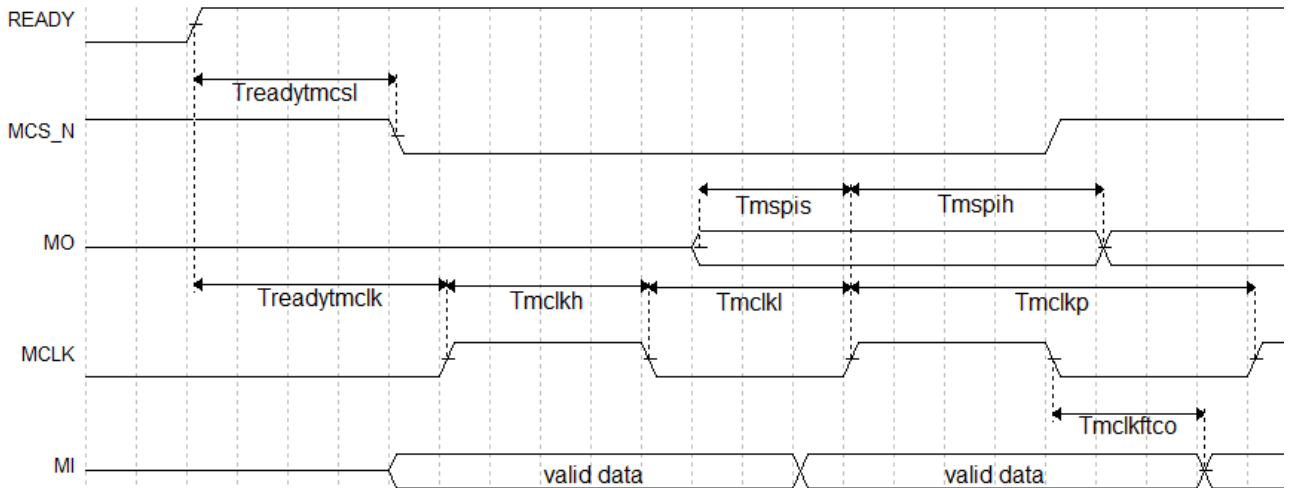 READY
Treadytmcsl
MCS_N
Tmspis Tmspih
MO
Treadytmclk Tmclkh Tmclkl Tmclkp
MCLK
Tmclkftco
MI valid data valid data